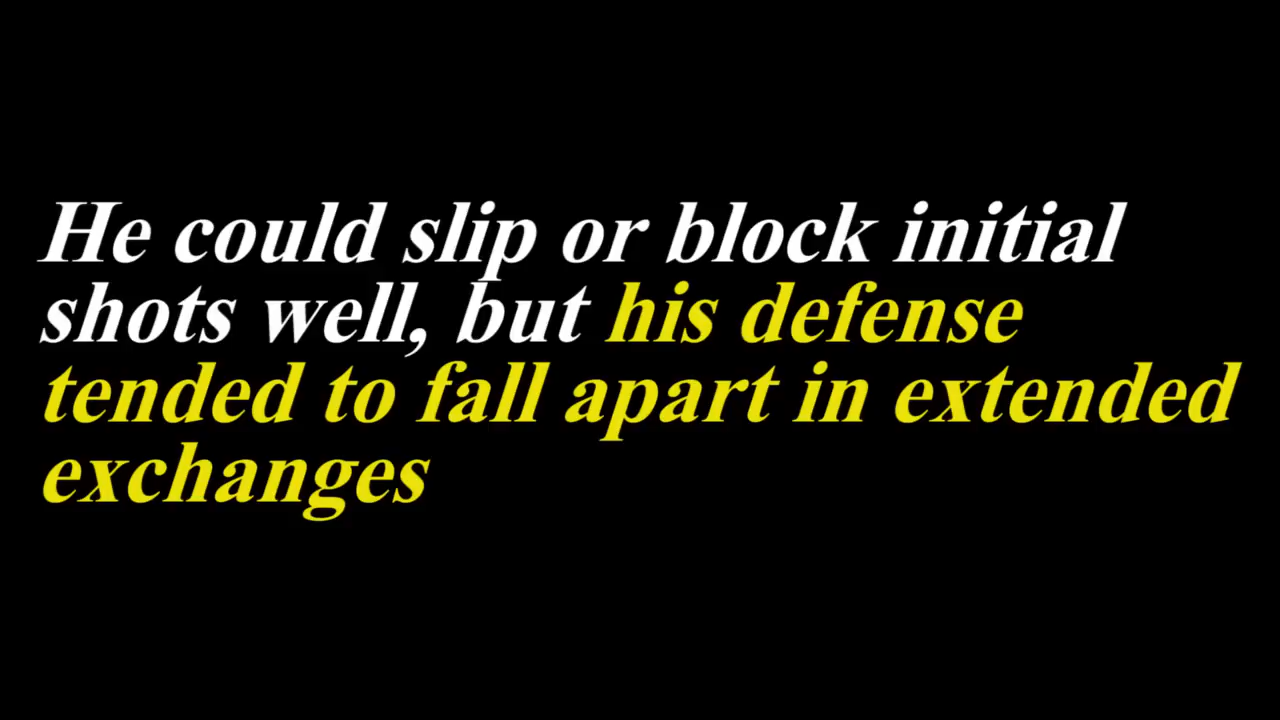 He could slip or block initial
shots well, but his defense
tended to fall apart in extended
exchanges